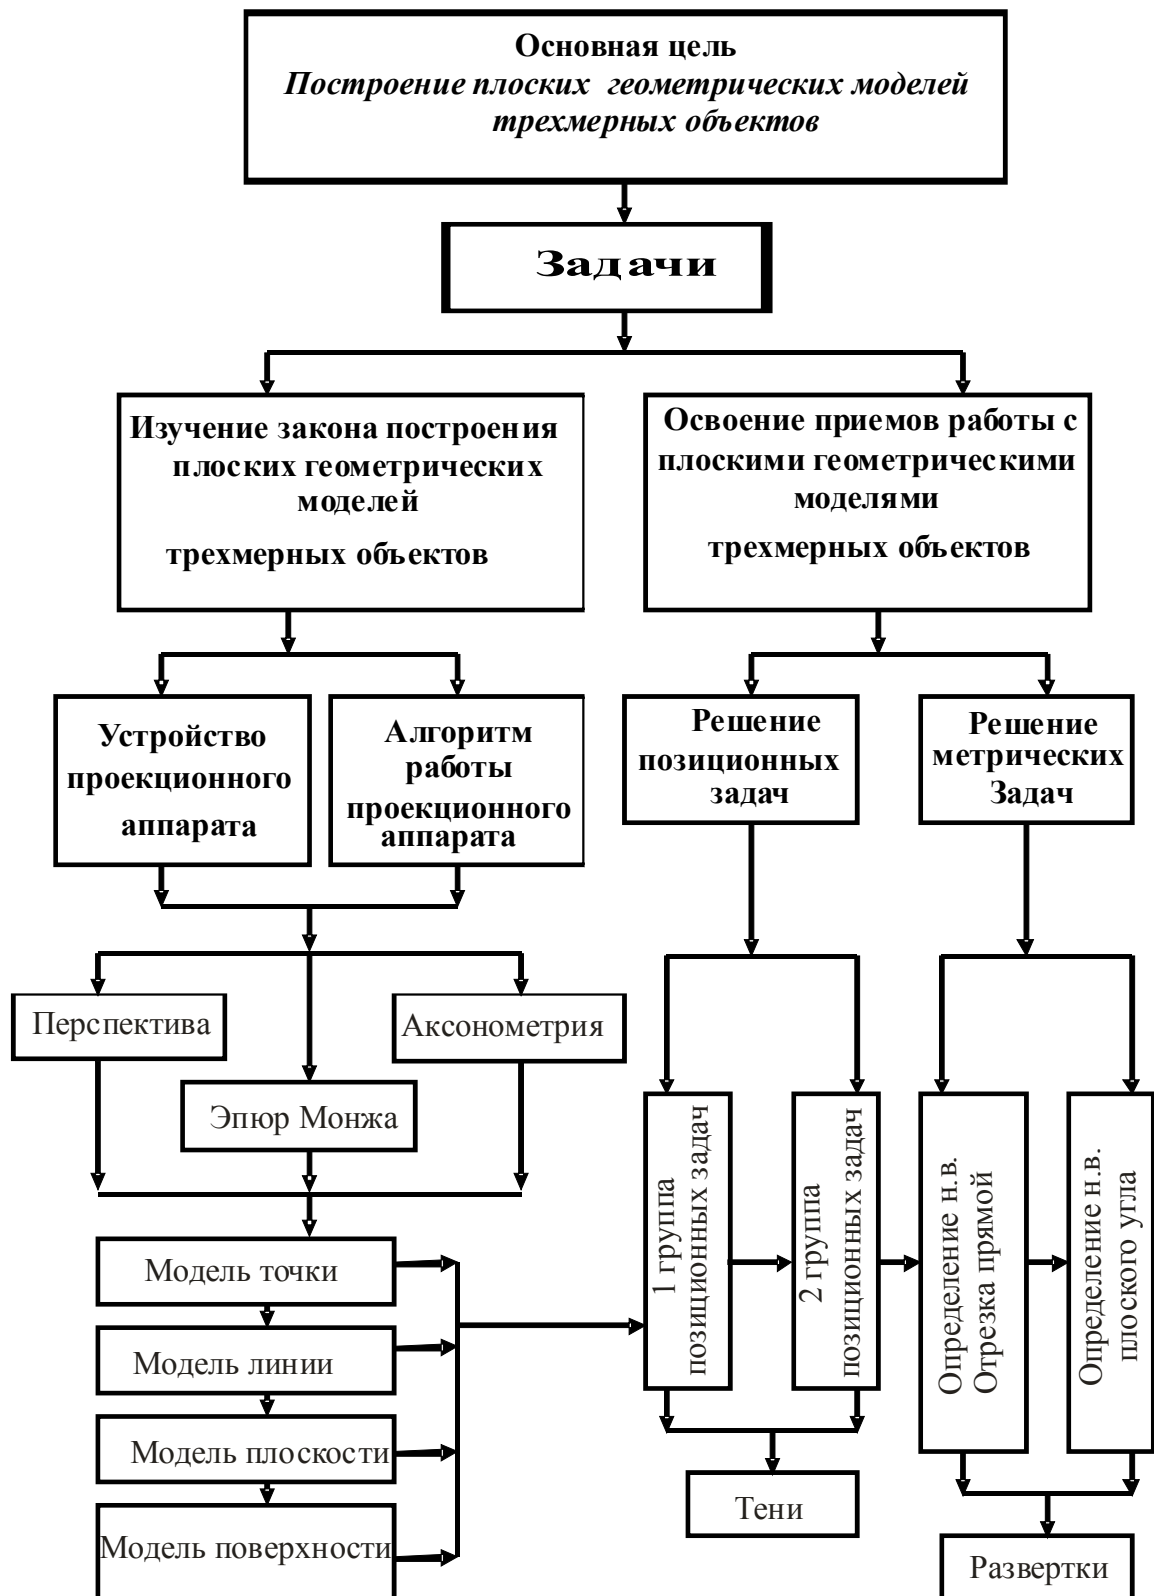 Основная цель
Построение плоских геометрических моделей
трехмерных объектов
Задачи
Изучение закона построения
плоских геометрических
моделей
трехмерных объектов
Освоение приемов работы с
плоскими геометрическими
моделями
трехмерных объектов
Устройство
проекционного
аппарата
Алгоритм
работы
проекционного
аппарата
Решение
позиционных
задач
Решение
метрических
Задач
Перспектива
Аксонометрия
Эпюр Монжа
Модель точки
Модель линии
Модель плоскости
Модель поверхности
1 группа
позиционных задач
2 группа
позиционных задач
Определение н.в.
Отрезка прямой
Определение н.в.
плоского угла
Тени
Развертки